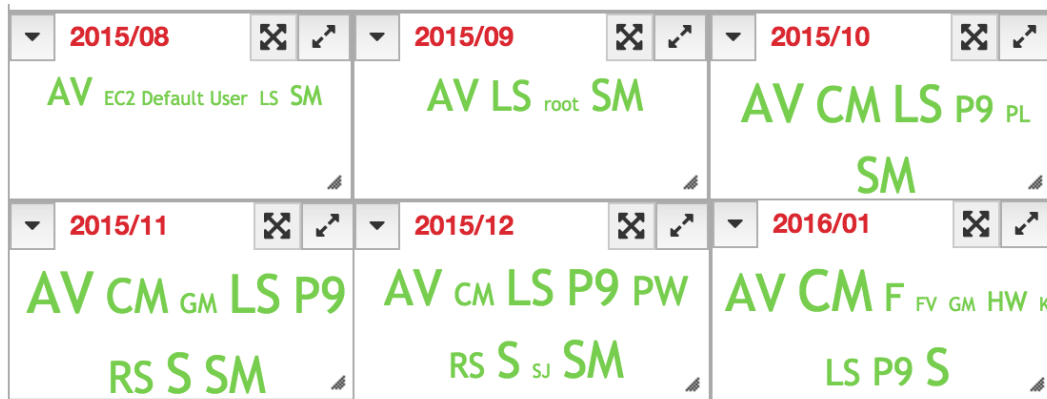 2015/08
AV EC2 Default User LS SM
2015/09
AV LS root SM
2015/10
AV CM LS P9 PL
SM
2015/11
AV CM GM LS P9
RS S SM
2015/12
AV CM LS P9 PW
RS S SJ SM
2016/01
AV CM F FV GM HW
LS P9 S